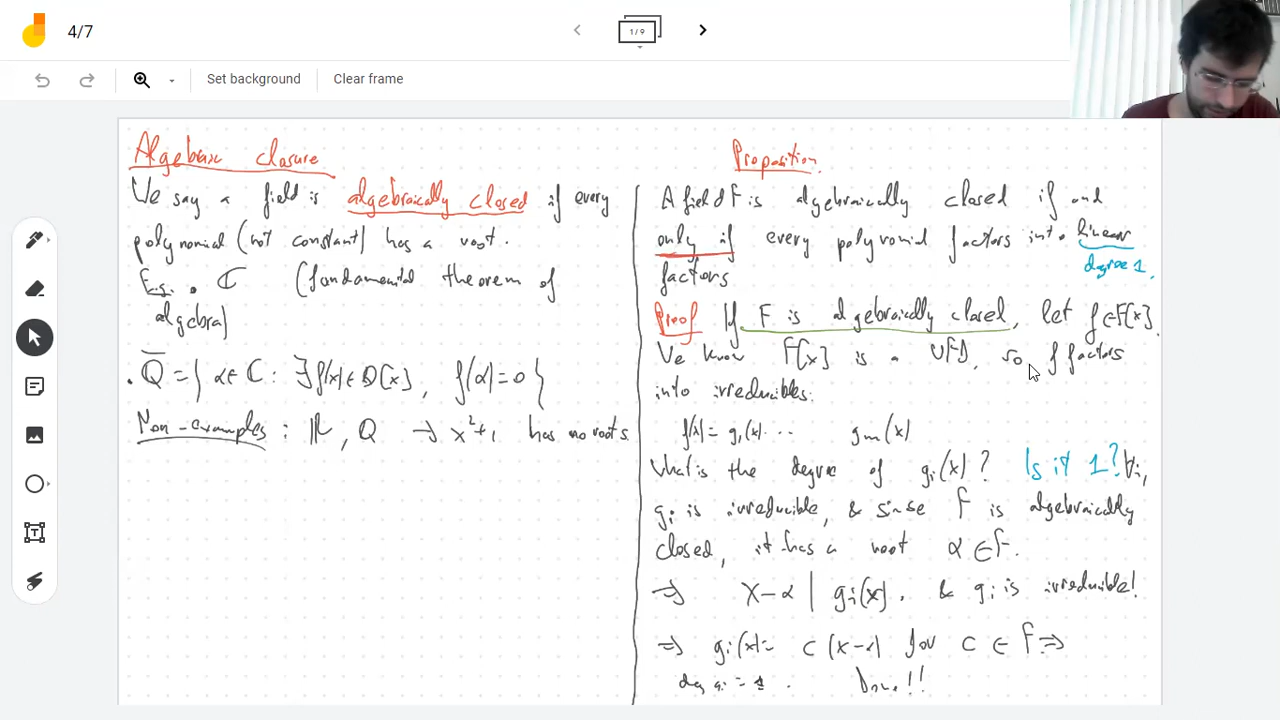 4/7
1/9
Set background
Clear frame
Algebraic closure
We say a field is algebraically closed if every
polynomial (not constant) has a root.
E.g. • ℂ (fundamental theorem of
algebra)
• Q̄ = { α ∈ ℂ : ∃ f(x) ∈ Q[x], f(α)=0 }
Non-examples : ℝ, Q → x²+1 has no roots
Proposition.
A field F is algebraically closed if and
only if every polynomial factors into linear
degree 1.
factors
Proof If F is algebraically closed, let f ∈ F[x].
We know F[x] is a UFD, so f factors
into irreducibles.
f(x) = g₁(x) ··· gm(x)
What is the degree of gi(x) ? Is it 1? ∀i,
gi is irreducible, & since F is algebraically
closed, it has a root α ∈ F.
⇒ x-α | gi(x), & gi is irreducible!
⇒ gi(x) = c (x-α) for c ∈ F ⇒
deg gi = 1. Done!!